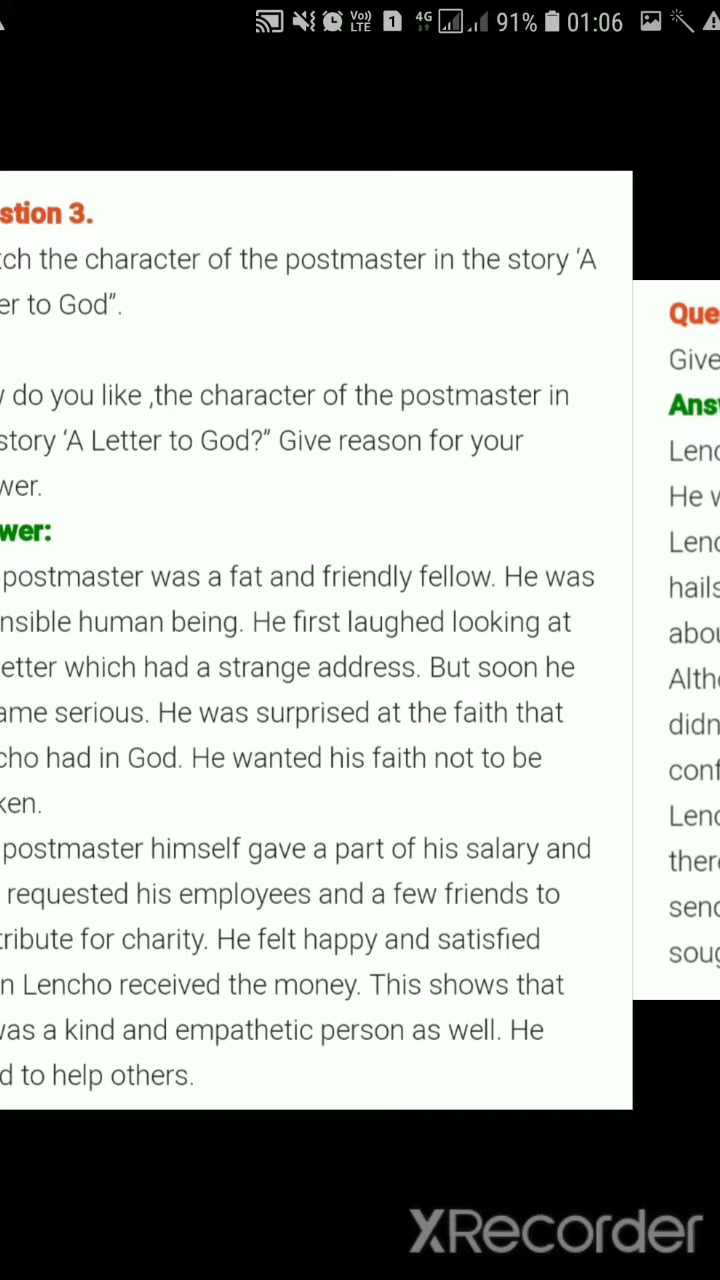 Vo)) LTE 1 4G 91% 01:06
stion 3.
tch the character of the postmaster in the story ‘A
er to God”.
do you like ,the character of the postmaster in
story ‘A Letter to God?” Give reason for your
wer.
wer:
postmaster was a fat and friendly fellow. He was
nsible human being. He first laughed looking at
etter which had a strange address. But soon he
ame serious. He was surprised at the faith that
cho had in God. He wanted his faith not to be
ken.
postmaster himself gave a part of his salary and
requested his employees and a few friends to
tribute for charity. He felt happy and satisfied
n Lencho received the money. This shows that
was a kind and empathetic person as well. He
d to help others.
Que
Give
Ans
Lenc
He w
Lenc
hails
abou
Alth
didn
conf
Lenc
ther
send
soug
XRecorder